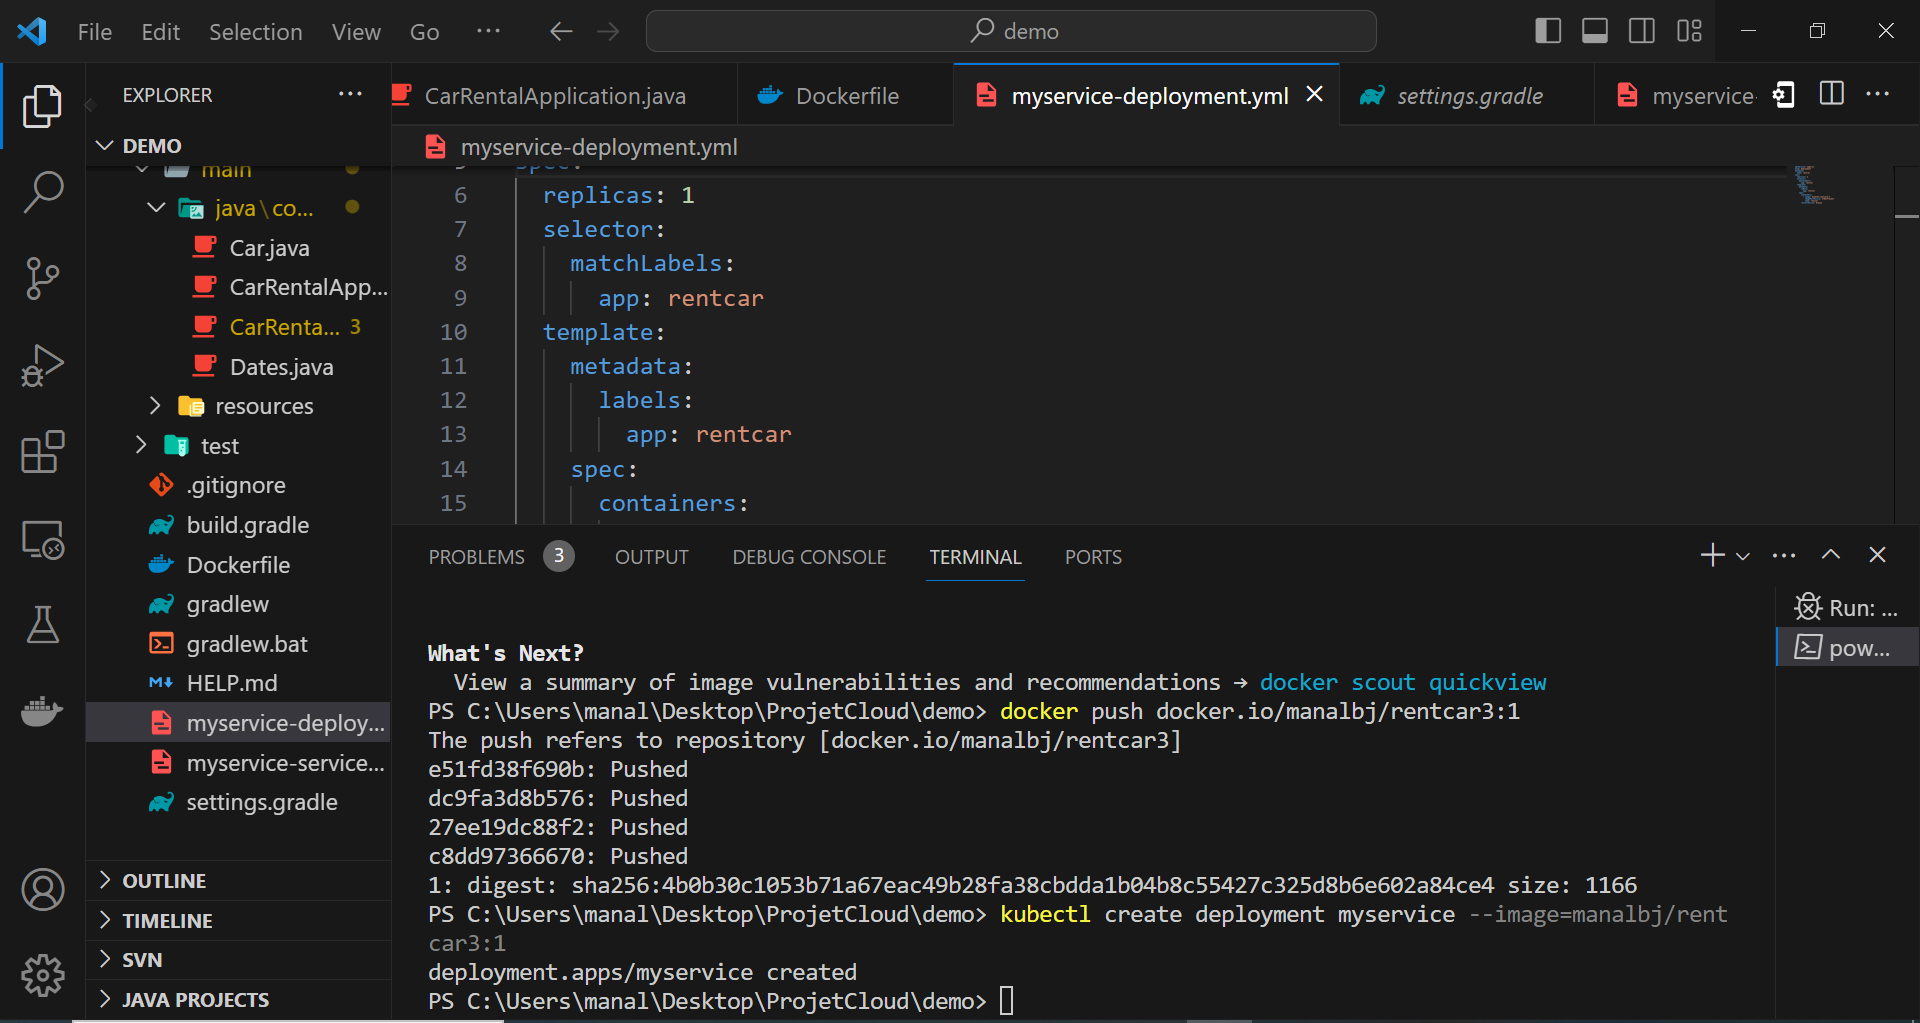 File Edit Selection View Go ··· demo
EXPLORER ···
CarRentalApplication.java Dockerfile myservice-deployment.yml settings.gradle myservice- ···
DEMO
myservice-deployment.yml
main
java\co...
Car.java
CarRentalApp...
CarRenta... 3
Dates.java
resources
test
.gitignore
build.gradle
Dockerfile
gradlew
gradlew.bat
HELP.md
myservice-deploy...
myservice-service...
settings.gradle
OUTLINE
TIMELINE
SVN
JAVA PROJECTS
5 spec:
6 replicas: 1
7 selector:
8 matchLabels:
9 app: rentcar
10 template:
11 metadata:
12 labels:
13 app: rentcar
14 spec:
15 containers:
PROBLEMS 3 OUTPUT DEBUG CONSOLE TERMINAL PORTS ···
Run: ...
pow...
What's Next?
View a summary of image vulnerabilities and recommendations → docker scout quickview
PS C:\Users\manal\Desktop\ProjetCloud\demo> docker push docker.io/manalbj/rentcar3:1
The push refers to repository [docker.io/manalbj/rentcar3]
e51fd38f690b: Pushed
dc9fa3d8b576: Pushed
27ee19dc88f2: Pushed
c8dd97366670: Pushed
1: digest: sha256:4b0b30c1053b71a67eac49b28fa38cbdda1b04b8c55427c325d8b6e602a84ce4 size: 1166
PS C:\Users\manal\Desktop\ProjetCloud\demo> kubectl create deployment myservice --image=manalbj/rent
car3:1
deployment.apps/myservice created
PS C:\Users\manal\Desktop\ProjetCloud\demo>